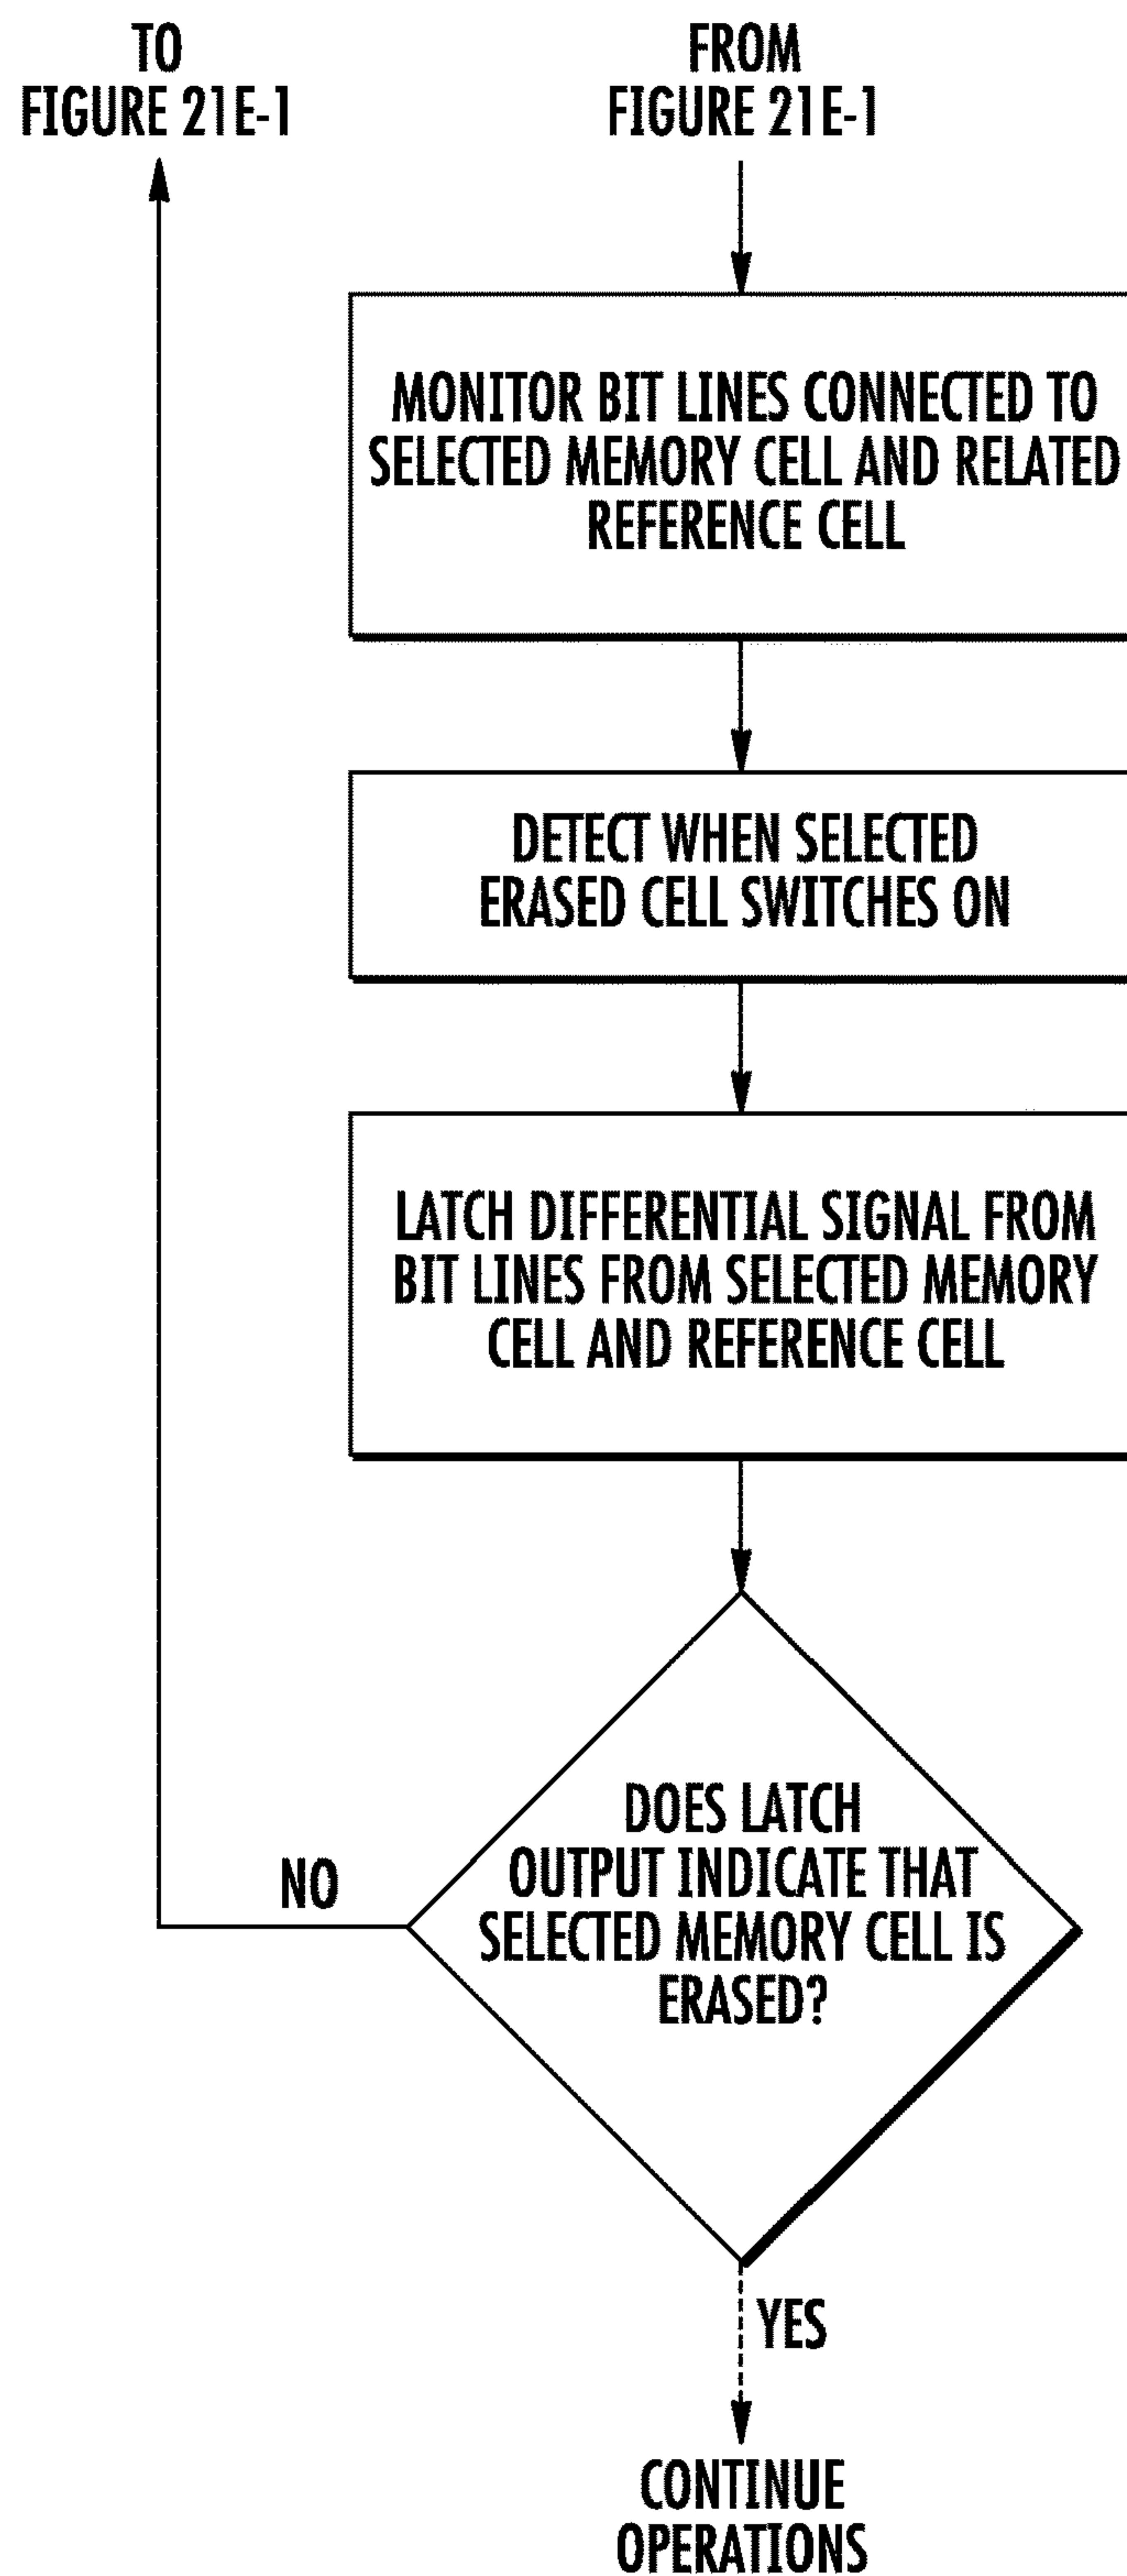 TO
FIGURE 21E-1
FROM
FIGURE 21E-1
MONITOR BIT LINES CONNECTED TO
SELECTED MEMORY CELL AND RELATED
REFERENCE CELL
DETECT WHEN SELECTED
ERASED CELL SWITCHES ON
LATCH DIFFERENTIAL SIGNAL FROM
BIT LINES FROM SELECTED MEMORY
CELL AND REFERENCE CELL
DOES LATCH
OUTPUT INDICATE THAT
SELECTED MEMORY CELL IS
ERASED?
NO
YES
CONTINUE
OPERATIONS